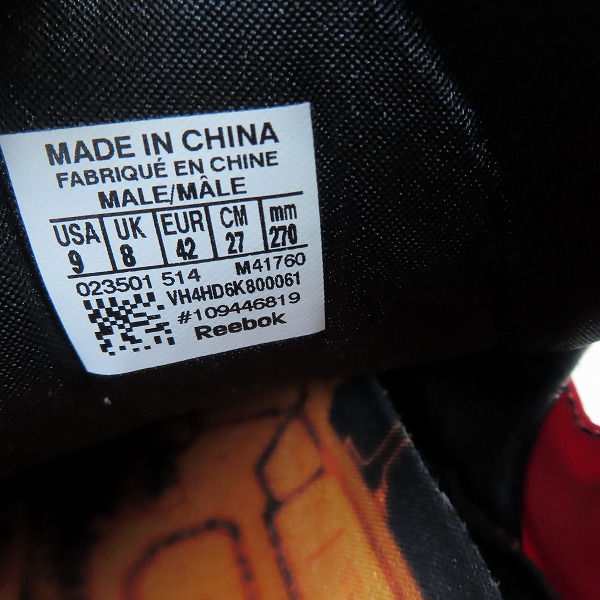 MADE IN CHINA
FABRIQUÉ EN CHINE
MALE/MÂLE
USA UK EUR CM mm
9 8 42 27 270
023501 514 M41760
VH4HD6K800061
#109446819
Reebok